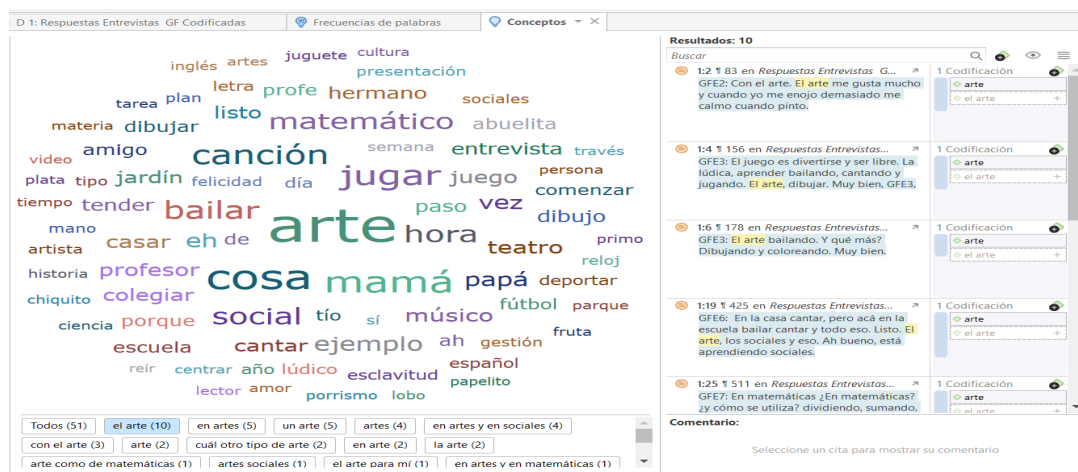 D 1: Respuestas Entrevistas GF Codificadas
Frecuencias de palabras
Conceptos
juguete cultura
inglés artes presentación
letra profe hermano
tarea plan listo sociales
materia dibujar matemático abuelita
amigo canción semana entrevista través
video felicidad día jugar juego persona
plata tipo jardín comenzar
tiempo tender bailar arte paso vez dibujo
mano hora
artista casar eh de teatro primo
reloj
historia profesor cosa mamá papá deportar
chiquito colegiar fútbol parque
ciencia porque social tío sí músico fruta
escuela cantar ejemplo ah gestión
español
reír centrar año lúdico esclavitud papelito
lector amor porrismo lobo
Todos (51) el arte (10) en artes (5) un arte (5) artes (4) en artes y en sociales (4)
con el arte (3) arte (2) cuál otro tipo de arte (2) en arte (2) la arte (2)
arte como de matemáticas (1) artes sociales (1) el arte para mí (1) en artes y en matemáticas (1)
Resultados: 10
Buscar
1:2 ¶ 83 en Respuestas Entrevistas G...
GFE2: Con el arte. El arte me gusta mucho
y cuando yo me enojo demasiado me
calmo cuando pinto.
1 Codificación
arte
el arte
1:4 ¶ 156 en Respuestas Entrevistas...
GFE3: El juego es divertirse y ser libre. La
lúdica, aprender bailando, cantando y
jugando. El arte, dibujar. Muy bien, GFE3,
1 Codificación
arte
el arte
1:6 ¶ 178 en Respuestas Entrevistas...
GFE3: El arte bailando. Y qué más?
Dibujando y coloreando. Muy bien.
1 Codificación
arte
el arte
1:19 ¶ 425 en Respuestas Entrevistas...
GFE6: En la casa cantar, pero acá en la
escuela bailar cantar y todo eso. Listo. El
arte, los sociales y eso. Ah bueno, está
aprendiendo sociales.
1 Codificación
arte
el arte
1:25 ¶ 511 en Respuestas Entrevistas...
GFE7: En matemáticas ¿En matemáticas?
¿y cómo se utiliza? dividiendo, sumando,
1 Codificación
arte
el arte
Comentario:
Seleccione un cita para mostrar su comentario